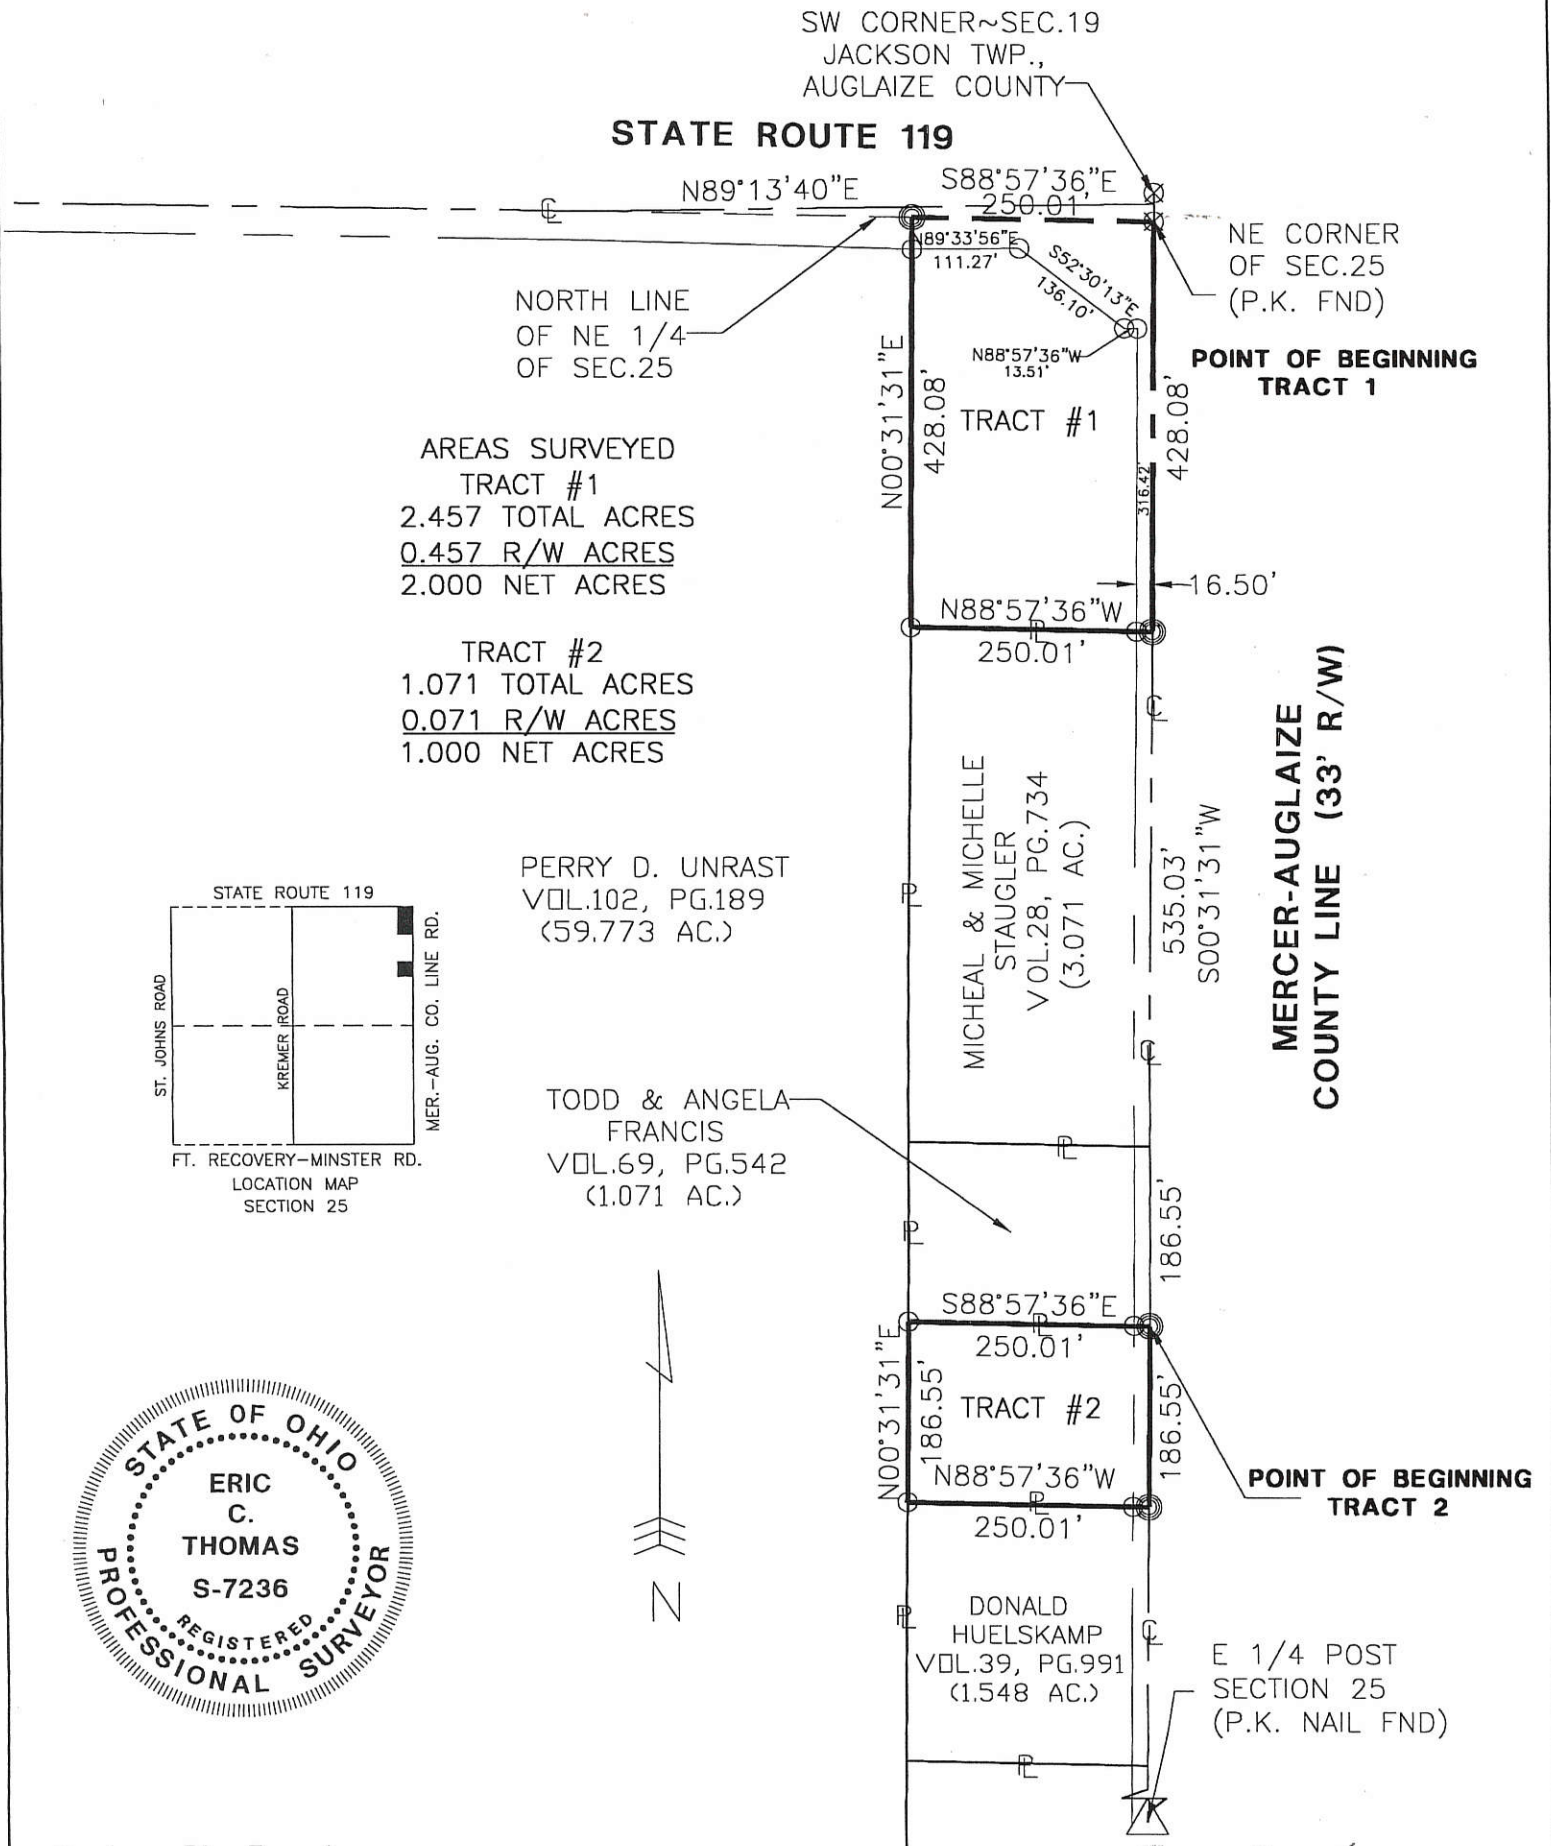 SW CORNER~SEC.19
JACKSON TWP.,
AUGLAIZE COUNTY
STATE ROUTE 119
N89°13'40"E
S88°57'36"E
250.01'
NE CORNER
OF SEC.25
(P.K. FND)
N89°33'56"E
111.27'
S52°30'13"E
136.10'
N88°57'36"W
13.51'
NORTH LINE
OF NE 1/4
OF SEC.25
POINT OF BEGINNING
TRACT 1
N00°31'31"E
428.08'
TRACT #1
316.42'
428.08'
AREAS SURVEYED
TRACT #1
2.457 TOTAL ACRES
0.457 R/W ACRES
2.000 NET ACRES
16.50'
N88°57'36"W
250.01'
TRACT #2
1.071 TOTAL ACRES
0.071 R/W ACRES
1.000 NET ACRES
MERCER-AUGLAIZE
COUNTY LINE (33' R/W)
MICHEAL & MICHELLE
STAUGLER
VOL.28, PG.734
(3.071 AC.)
535.03'
S00°31'31"W
PERRY D. UNRAST
VOL.102, PG.189
(59.773 AC.)
STATE ROUTE 119
ST. JOHNS ROAD
KREMER ROAD
MER.-AUG. CO. LINE RD.
FT. RECOVERY-MINSTER RD.
LOCATION MAP
SECTION 25
TODD & ANGELA
FRANCIS
VOL.69, PG.542
(1.071 AC.)
186.55'
S88°57'36"E
250.01'
N00°31'31"E
186.55'
TRACT #2
186.55'
N88°57'36"W
250.01'
POINT OF BEGINNING
TRACT 2
STATE OF OHIO
ERIC
C.
THOMAS
S-7236
REGISTERED
PROFESSIONAL SURVEYOR
N
DONALD
HUELSKAMP
VOL.39, PG.991
(1.548 AC.)
E 1/4 POST
SECTION 25
(P.K. NAIL FND)